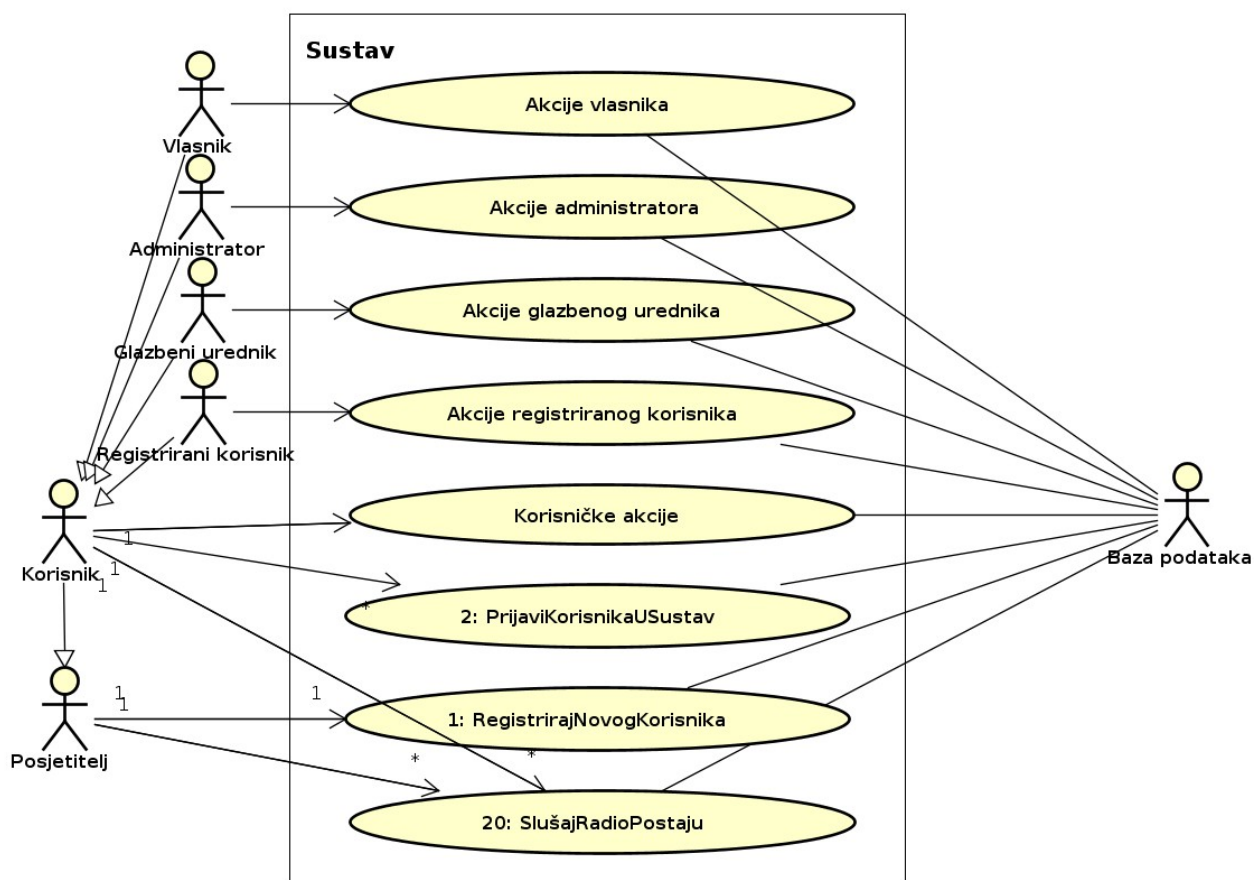 Sustav
Vlasnik
Akcije vlasnika
Administrator
Akcije administratora
Glazbeni urednik
Akcije glazbenog urednika
Registrirani korisnik
Akcije registriranog korisnika
Korisnik
Korisničke akcije
1
1
1
Baza podataka
*
2: PrijaviKorisnikaUSustav
Posjetitelj
1
1
1
1: RegistrirajNovogKorisnika
*
*
20: SlušajRadioPostaju